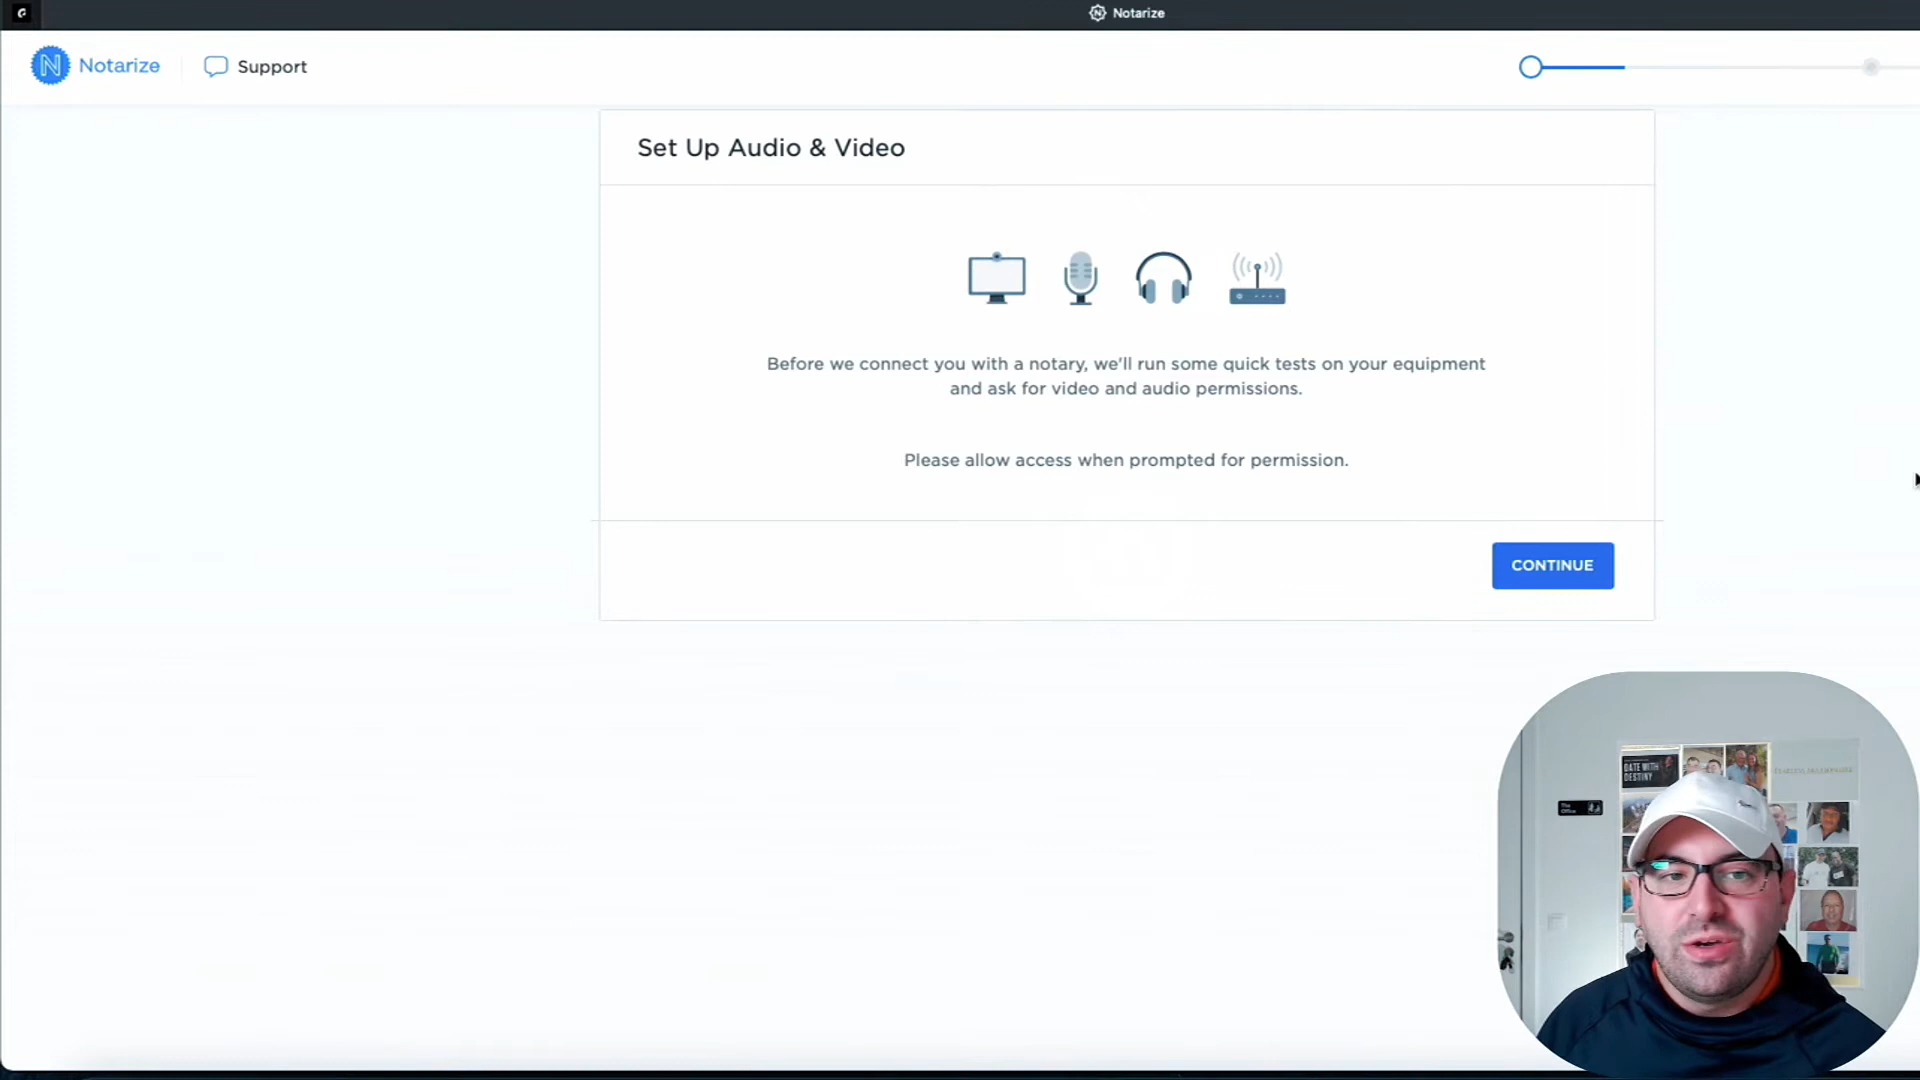 Notarize
Notarize
Support
Set Up Audio & Video
Before we connect you with a notary, we'll run some quick tests on your equipment
and ask for video and audio permissions.
Please allow access when prompted for permission.
CONTINUE
DATE WITH
DESTINY
The
Office